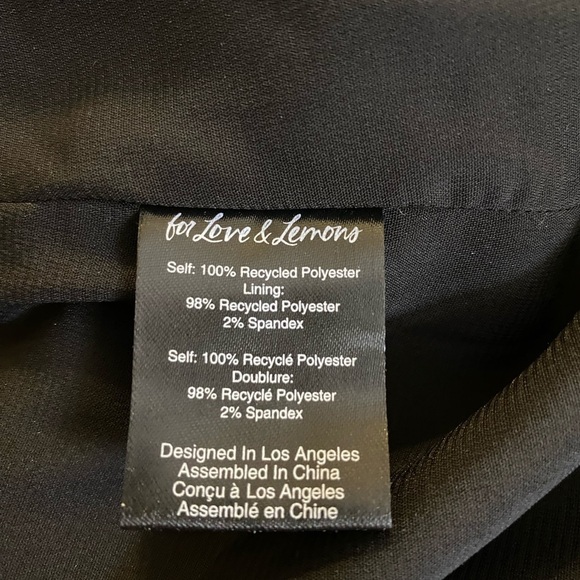 for Love & Lemons
Self: 100% Recycled Polyester
Lining:
98% Recycled Polyester
2% Spandex
Self: 100% Recyclé Polyester
Doublure:
98% Recyclé Polyester
2% Spandex
Designed In Los Angeles
Assembled In China
Conçu à Los Angeles
Assemblé en Chine